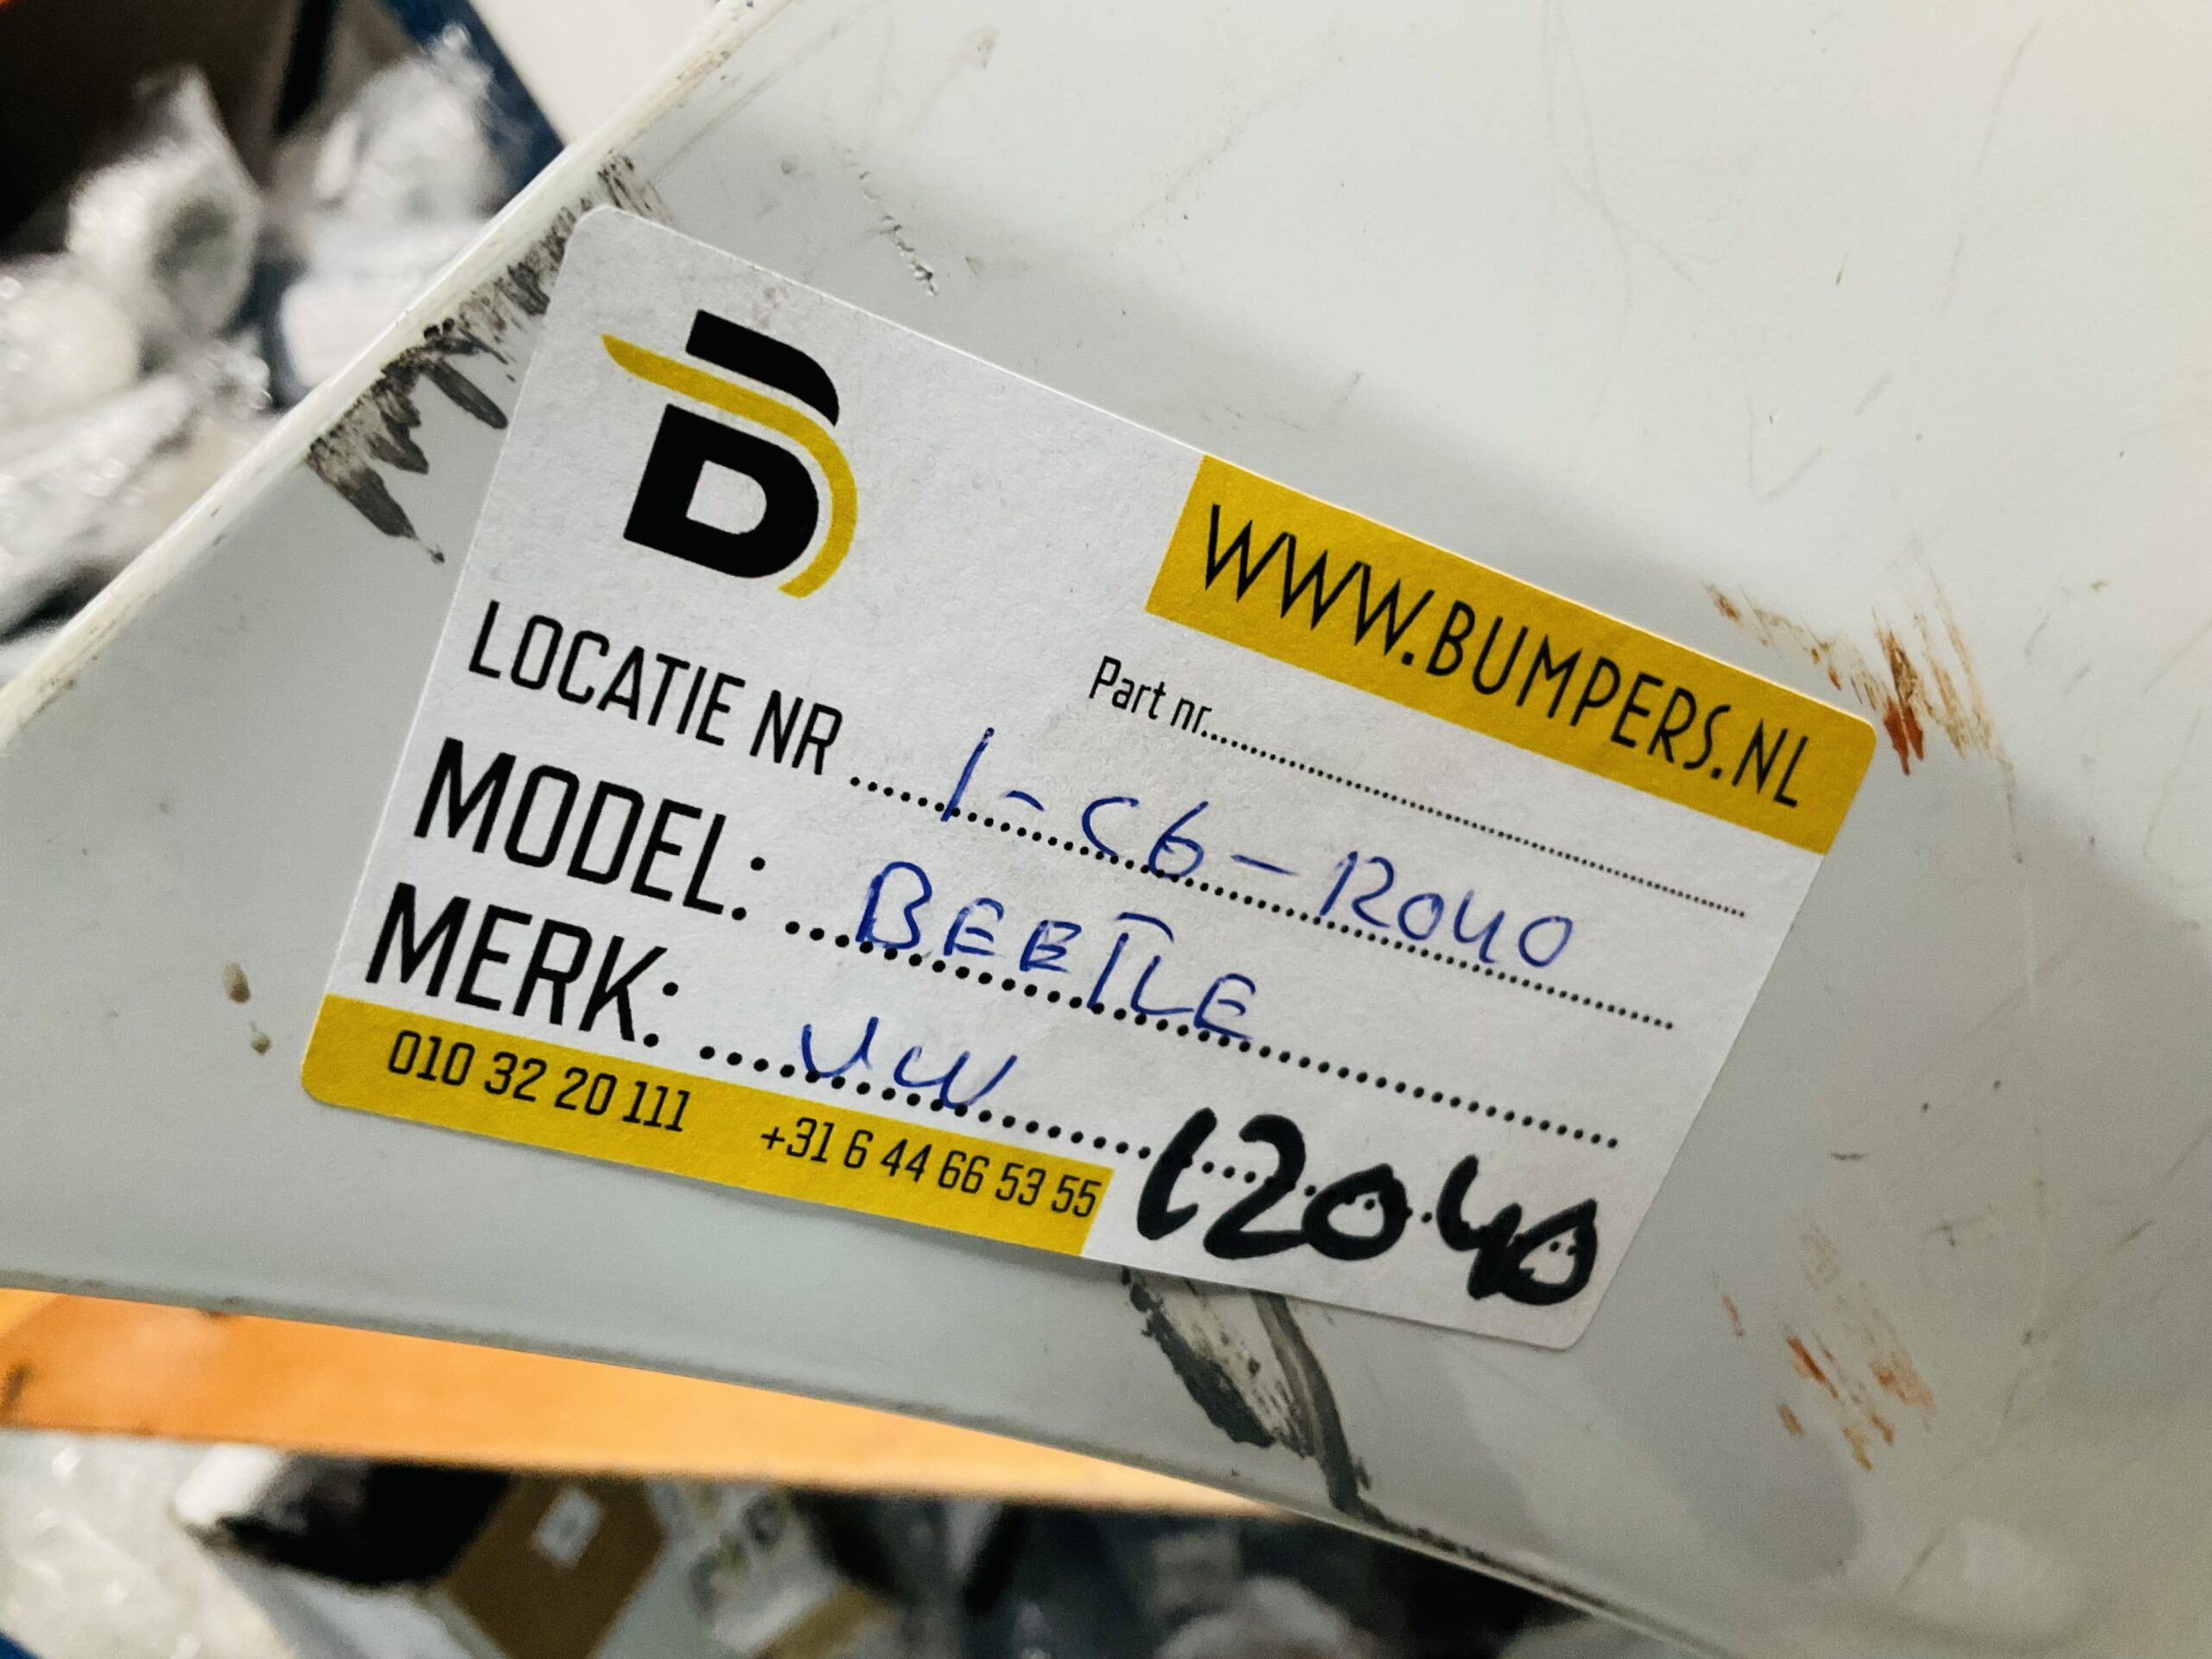 WWW.BUMPERS.NL
Part nr..........
LOCATIE NR ..... 1-C6-12040
MODEL: ... BEETLE
MERK: ... VW
12040
010 32 20 111 +31 6 44 66 53 55